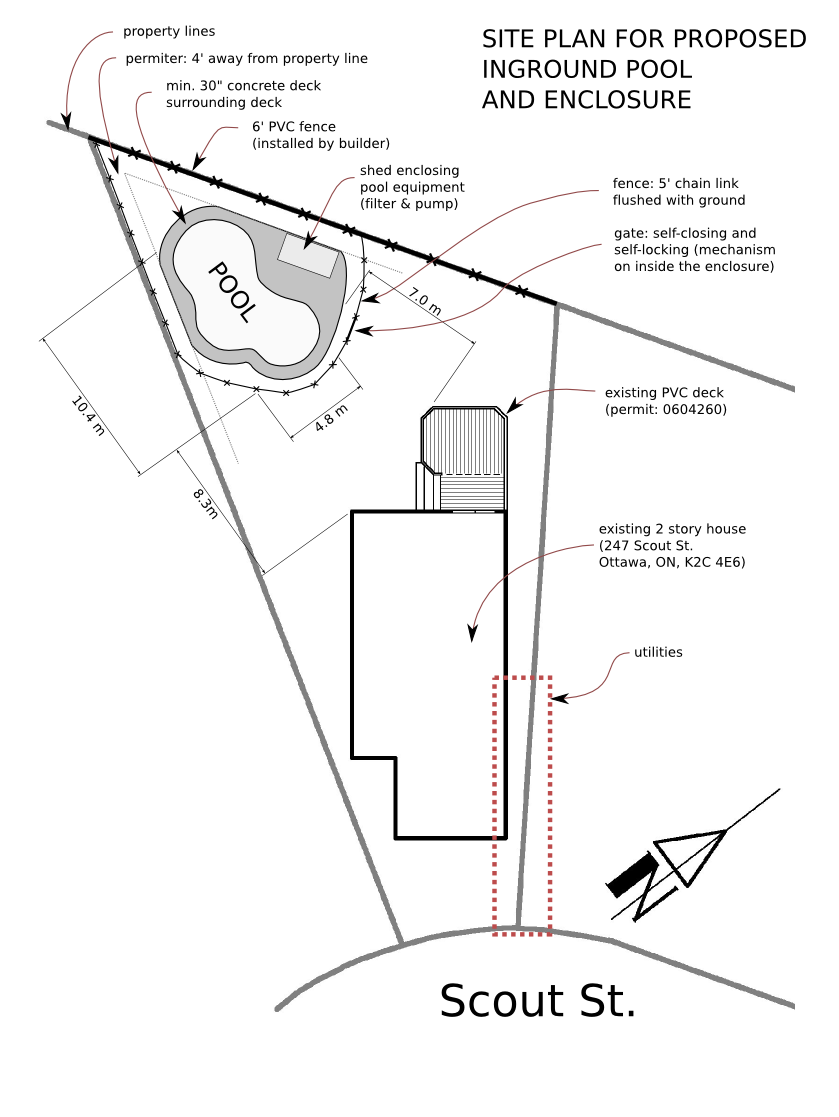 SITE PLAN FOR PROPOSED
INGROUND POOL
AND ENCLOSURE
property lines
permiter: 4' away from property line
min. 30" concrete deck
surrounding deck
6' PVC fence
(installed by builder)
shed enclosing
pool equipment
(filter & pump)
fence: 5' chain link
flushed with ground
gate: self-closing and
self-locking (mechanism
on inside the enclosure)
POOL
7.0 m
10.4 m
4.8 m
8.3m
existing PVC deck
(permit: 0604260)
existing 2 story house
(247 Scout St.
Ottawa, ON, K2C 4E6)
utilities
N
Scout St.